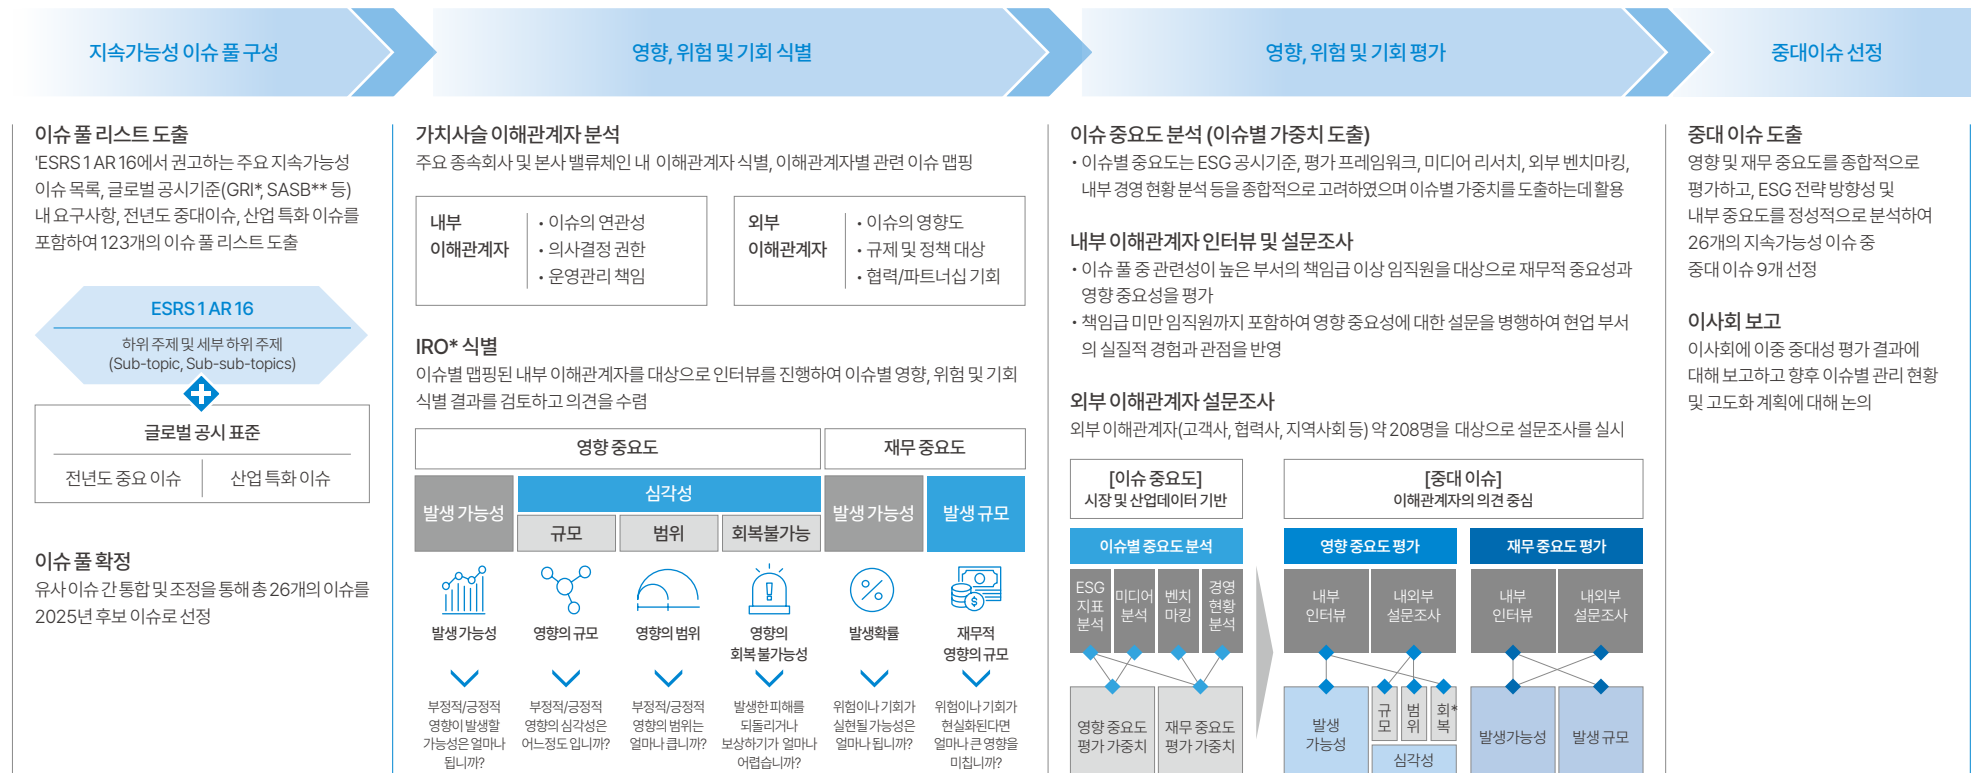 지속가능성 이슈 풀 구성
영향, 위험 및 기회 식별
영향, 위험 및 기회 평가
중대이슈 선정
이슈 풀 리스트 도출
'ESRS 1 AR 16에서 권고하는 주요 지속가능성
이슈 목록, 글로벌 공시기준(GRI*, SASB** 등)
내 요구사항, 전년도 중대이슈, 산업 특화 이슈를
포함하여 123개의 이슈 풀 리스트 도출
ESRS 1 AR 16
하위 주제 및 세부 하위 주제
(Sub-topic, Sub-sub-topics)
글로벌 공시 표준
전년도 중요 이슈
산업 특화 이슈
이슈 풀 확정
유사 이슈 간 통합 및 조정을 통해 총 26개의 이슈를
2025년 후보 이슈로 선정
가치사슬 이해관계자 분석
주요 종속회사 및 본사 밸류체인 내 이해관계자 식별, 이해관계자별 관련 이슈 맵핑
내부
이해관계자
• 이슈의 연관성
• 의사결정 권한
• 운영관리 책임
외부
이해관계자
• 이슈의 영향도
• 규제 및 정책 대상
• 협력/파트너십 기회
IRO* 식별
이슈별 맵핑된 내부 이해관계자를 대상으로 인터뷰를 진행하여 이슈별 영향, 위험 및 기회
식별 결과를 검토하고 의견을 수렴
영향 중요도
재무 중요도
발생 가능성
심각성
규모
범위
회복불가능
발생 가능성
발생 규모
발생 가능성
영향의 규모
영향의 범위
영향의
회복 불가능성
발생확률
재무적
영향의 규모
부정적/긍정적
영향이 발생할
가능성은 얼마나
됩니까?
부정적/긍정적
영향의 심각성은
어느정도 입니까?
부정적/긍정적
영향의 범위는
얼마나 큽니까?
발생한 피해를
되돌리거나
보상하기가 얼마나
어렵습니까?
위험이나 기회가
실현될 가능성은
얼마나 됩니까?
위험이나 기회가
현실화된다면
얼마나 큰 영향을
미칩니까?
이슈 중요도 분석 (이슈별 가중치 도출)
• 이슈별 중요도는 ESG 공시기준, 평가 프레임워크, 미디어 리서치, 외부 벤치마킹,
내부 경영 현황 분석 등을 종합적으로 고려하였으며 이슈별 가중치를 도출하는데 활용
내부 이해관계자 인터뷰 및 설문조사
• 이슈 풀 중 관련성이 높은 부서의 책임급 이상 임직원을 대상으로 재무적 중요성과
영향 중요성을 평가
• 책임급 미만 임직원까지 포함하여 영향 중요성에 대한 설문을 병행하여 현업 부서
의 실질적 경험과 관점을 반영
외부 이해관계자 설문조사
외부 이해관계자(고객사, 협력사, 지역사회 등) 약 208명을 대상으로 설문조사를 실시
[이슈 중요도]
시장 및 산업데이터 기반
이슈별 중요도 분석
ESG
지표
분석
미디어
분석
벤치
마킹
경영
현황
분석
영향 중요도
평가 가중치
재무 중요도
평가 가중치
[중대 이슈]
이해관계자의 의견 중심
영향 중요도 평가
재무 중요도 평가
내부
인터뷰
내외부
설문조사
내부
인터뷰
내외부
설문조사
발생
가능성
규
모
범
위
회*
복
심각성
발생가능성
발생 규모
중대 이슈 도출
영향 및 재무 중요도를 종합적으로
평가하고, ESG 전략 방향성 및
내부 중요도를 정성적으로 분석하여
26개의 지속가능성 이슈 중
중대 이슈 9개 선정
이사회 보고
이사회에 이중 중대성 평가 결과에
대해 보고하고 향후 이슈별 관리 현황
및 고도화 계획에 대해 논의